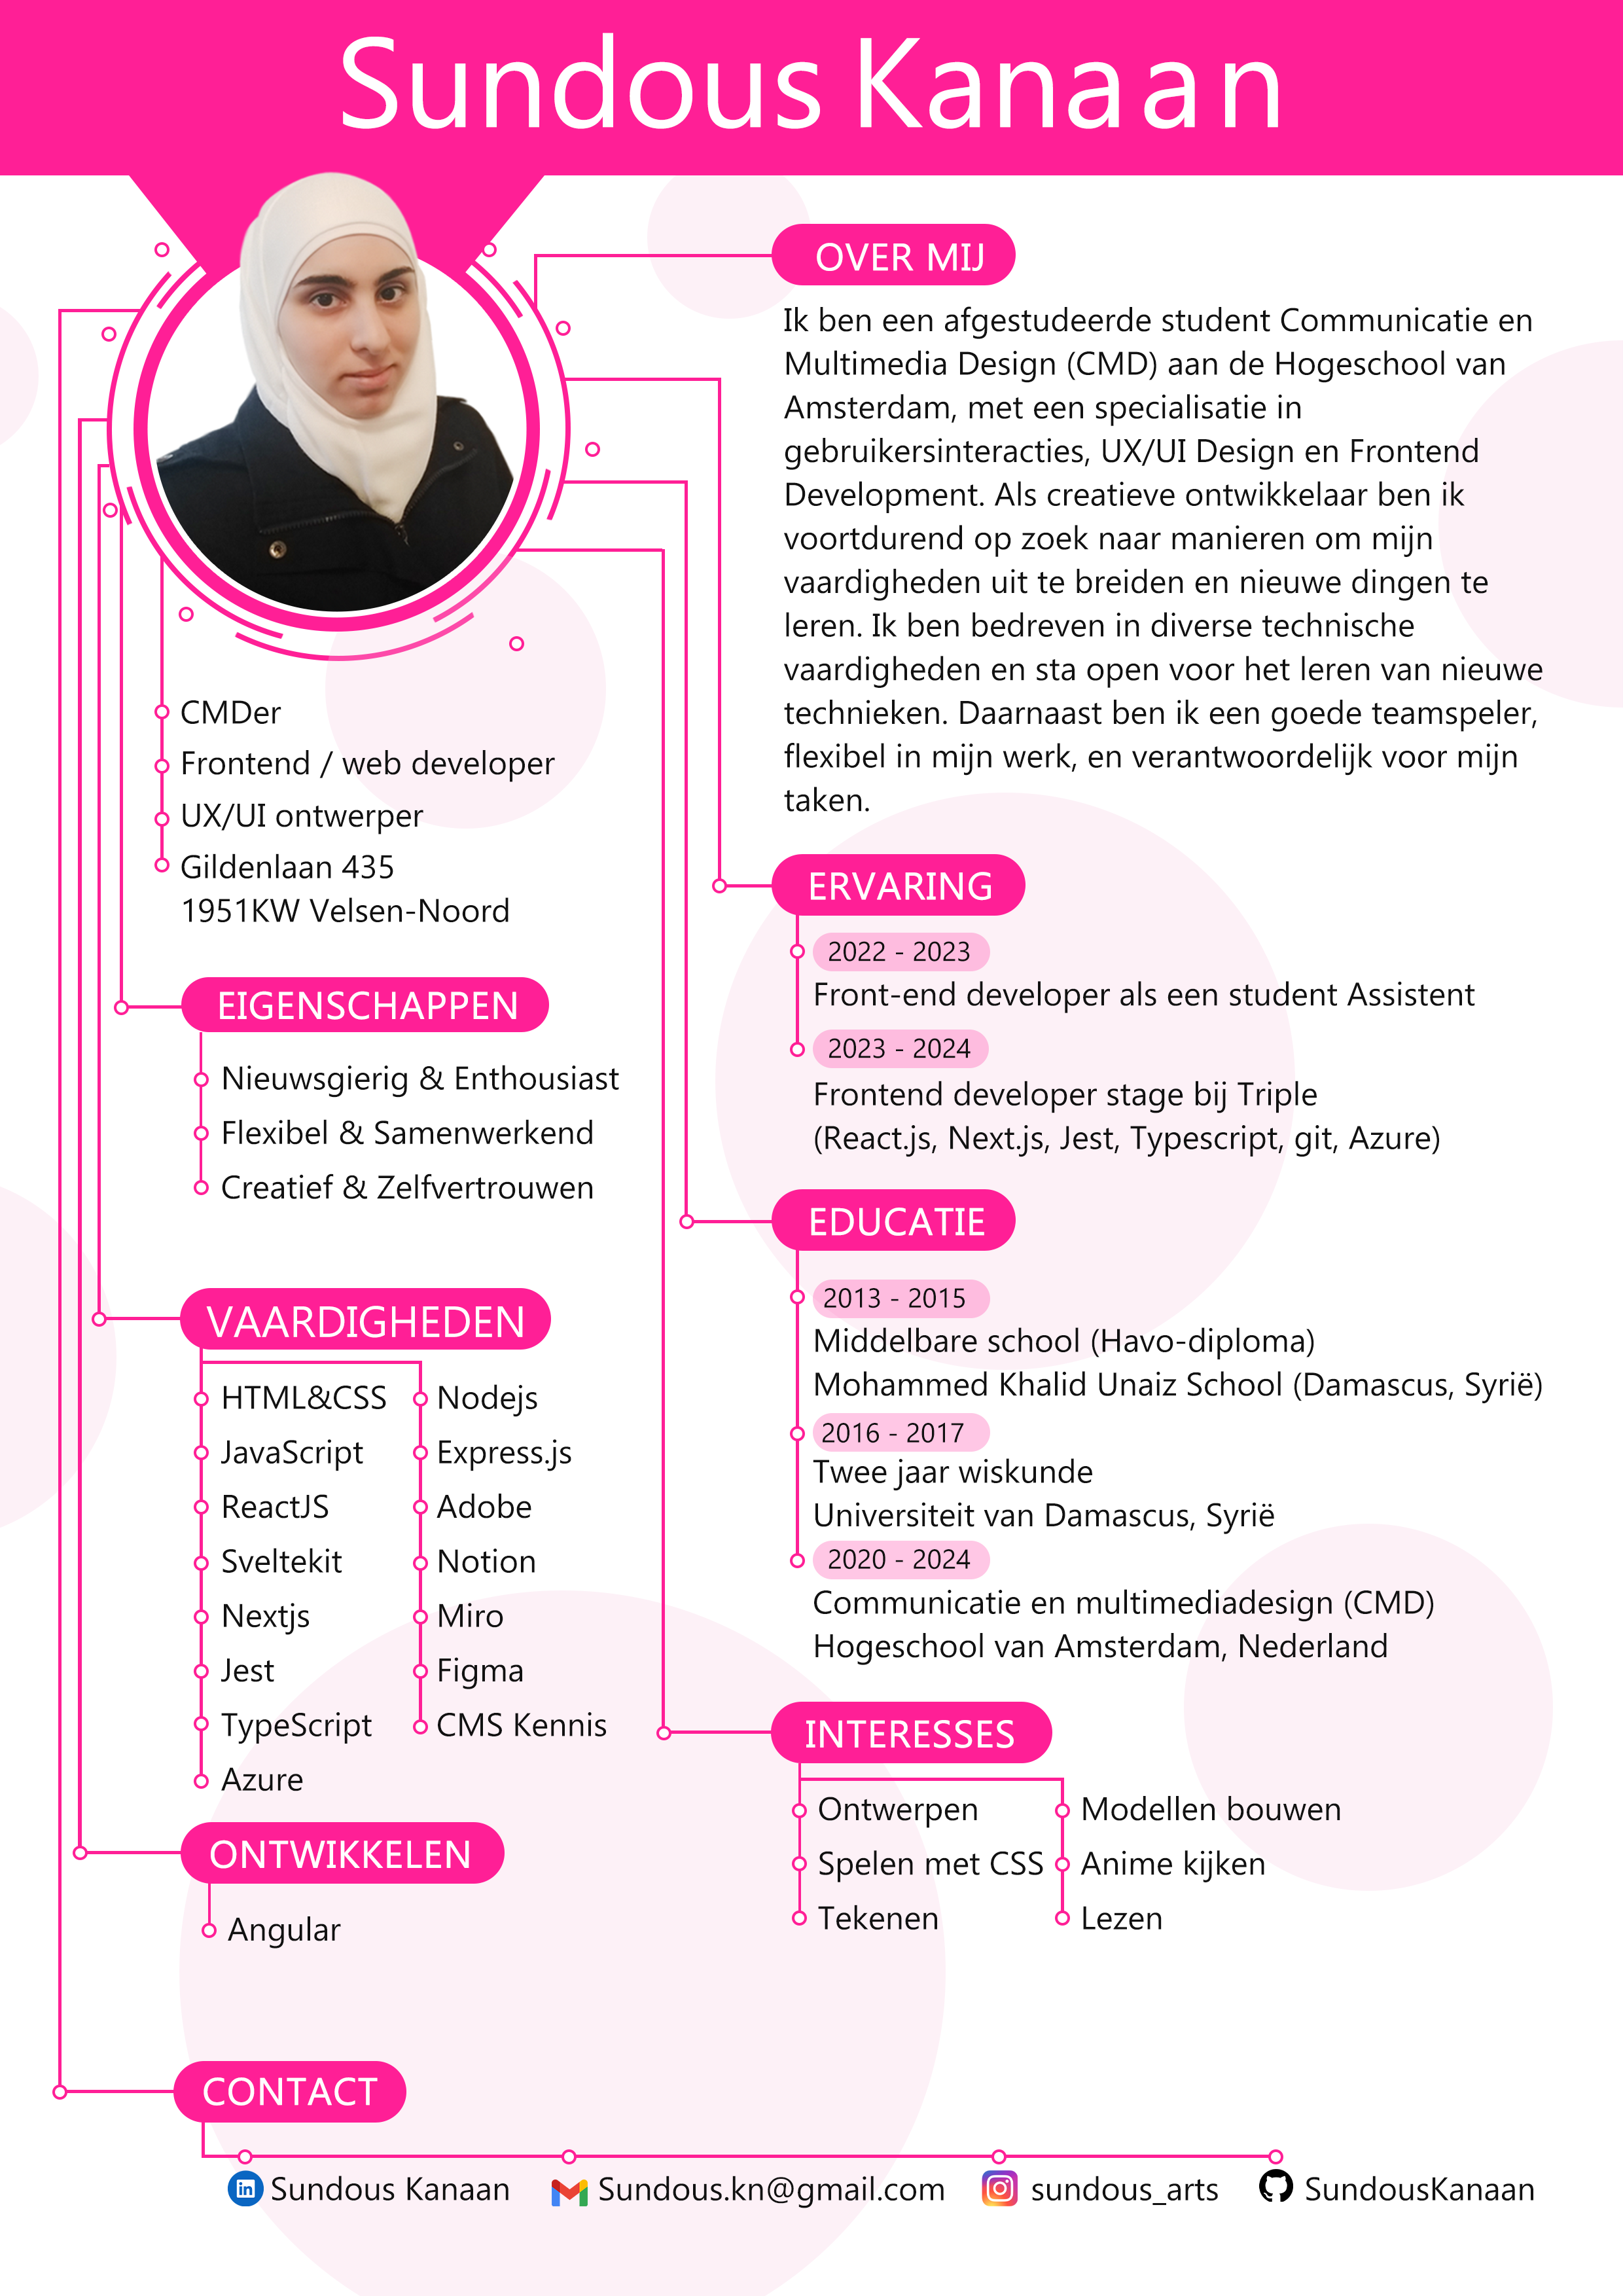 Sundous Kanaan
OVER MIJ
Ik ben een afgestudeerde student Communicatie en
Multimedia Design (CMD) aan de Hogeschool van
Amsterdam, met een specialisatie in
gebruikersinteracties, UX/UI Design en Frontend
Development. Als creatieve ontwikkelaar ben ik
voortdurend op zoek naar manieren om mijn
vaardigheden uit te breiden en nieuwe dingen te
leren. Ik ben bedreven in diverse technische
vaardigheden en sta open voor het leren van nieuwe
technieken. Daarnaast ben ik een goede teamspeler,
flexibel in mijn werk, en verantwoordelijk voor mijn
taken.
CMDer
Frontend / web developer
UX/UI ontwerper
Gildenlaan 435
1951KW Velsen-Noord
EIGENSCHAPPEN
Nieuwsgierig & Enthousiast
Flexibel & Samenwerkend
Creatief & Zelfvertrouwen
VAARDIGHEDEN
HTML&CSS
JavaScript
ReactJS
Sveltekit
Nextjs
Jest
TypeScript
Azure
Nodejs
Express.js
Adobe
Notion
Miro
Figma
CMS Kennis
ONTWIKKELEN
Angular
ERVARING
2022 - 2023
Front-end developer als een student Assistent
2023 - 2024
Frontend developer stage bij Triple
(React.js, Next.js, Jest, Typescript, git, Azure)
EDUCATIE
2013 - 2015
Middelbare school (Havo-diploma)
Mohammed Khalid Unaiz School (Damascus, Syrië)
2016 - 2017
Twee jaar wiskunde
Universiteit van Damascus, Syrië
2020 - 2024
Communicatie en multimediadesign (CMD)
Hogeschool van Amsterdam, Nederland
INTERESSES
Ontwerpen
Spelen met CSS
Tekenen
Modellen bouwen
Anime kijken
Lezen
CONTACT
in Sundous Kanaan
Sundous.kn@gmail.com
sundous_arts
SundousKanaan